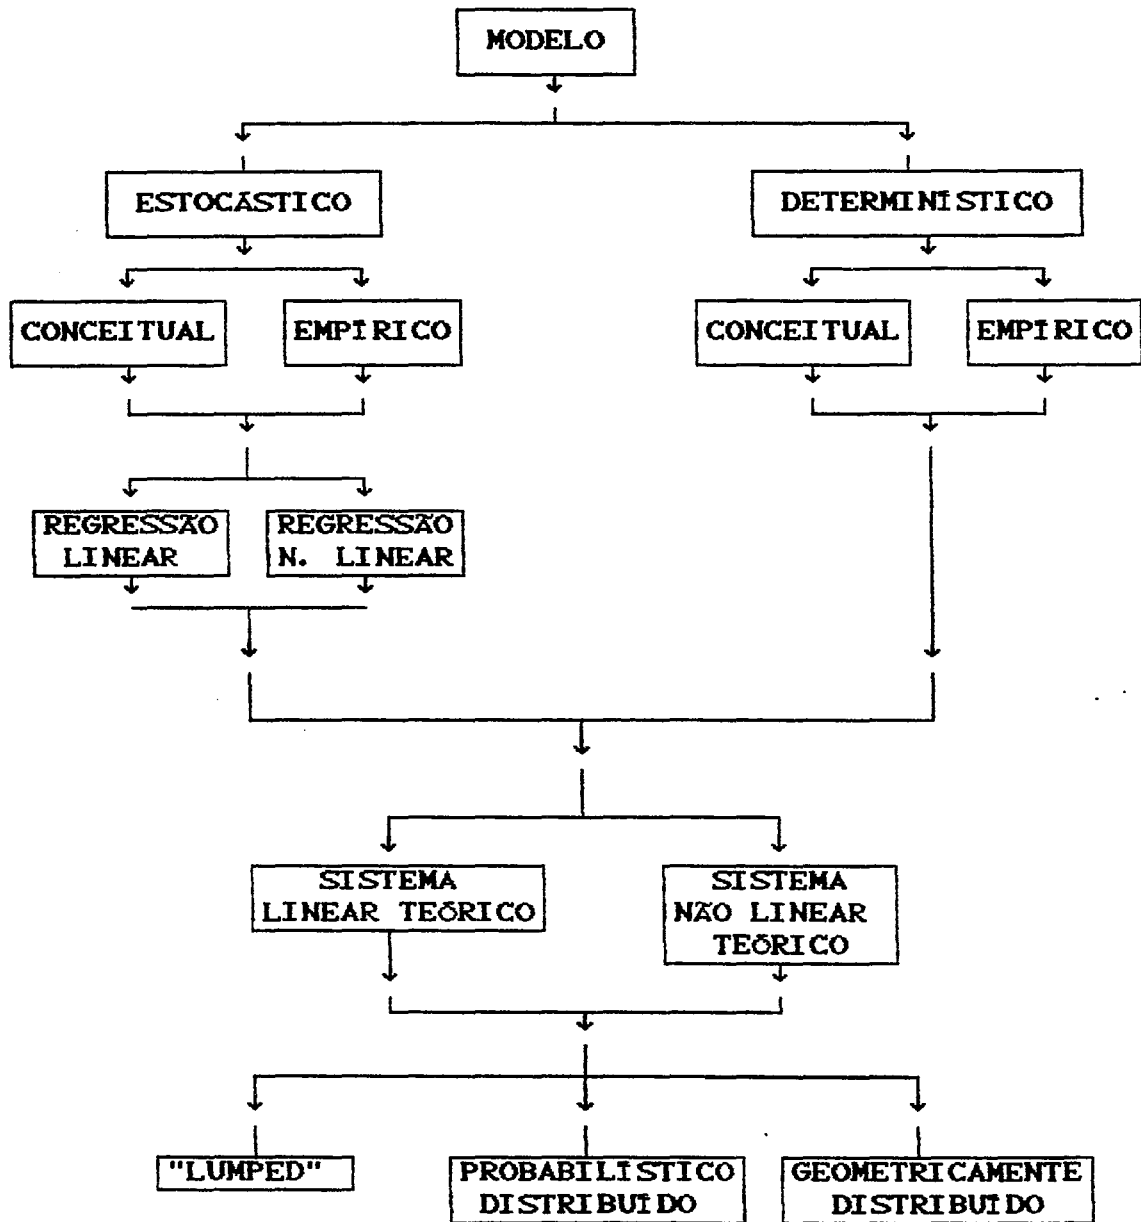 MODELO
ESTOCÁSTICO
DETERMINÍSTICO
CONCEITUAL
EMPÍRICO
CONCEITUAL
EMPÍRICO
REGRESSÃO
LINEAR
REGRESSÃO
N. LINEAR
SISTEMA
LINEAR TEÓRICO
SISTEMA
NÃO LINEAR
TEÓRICO
"LUMPED"
PROBABILÍSTICO
DISTRIBUÍDO
GEOMETRICAMENTE
DISTRIBUÍDO